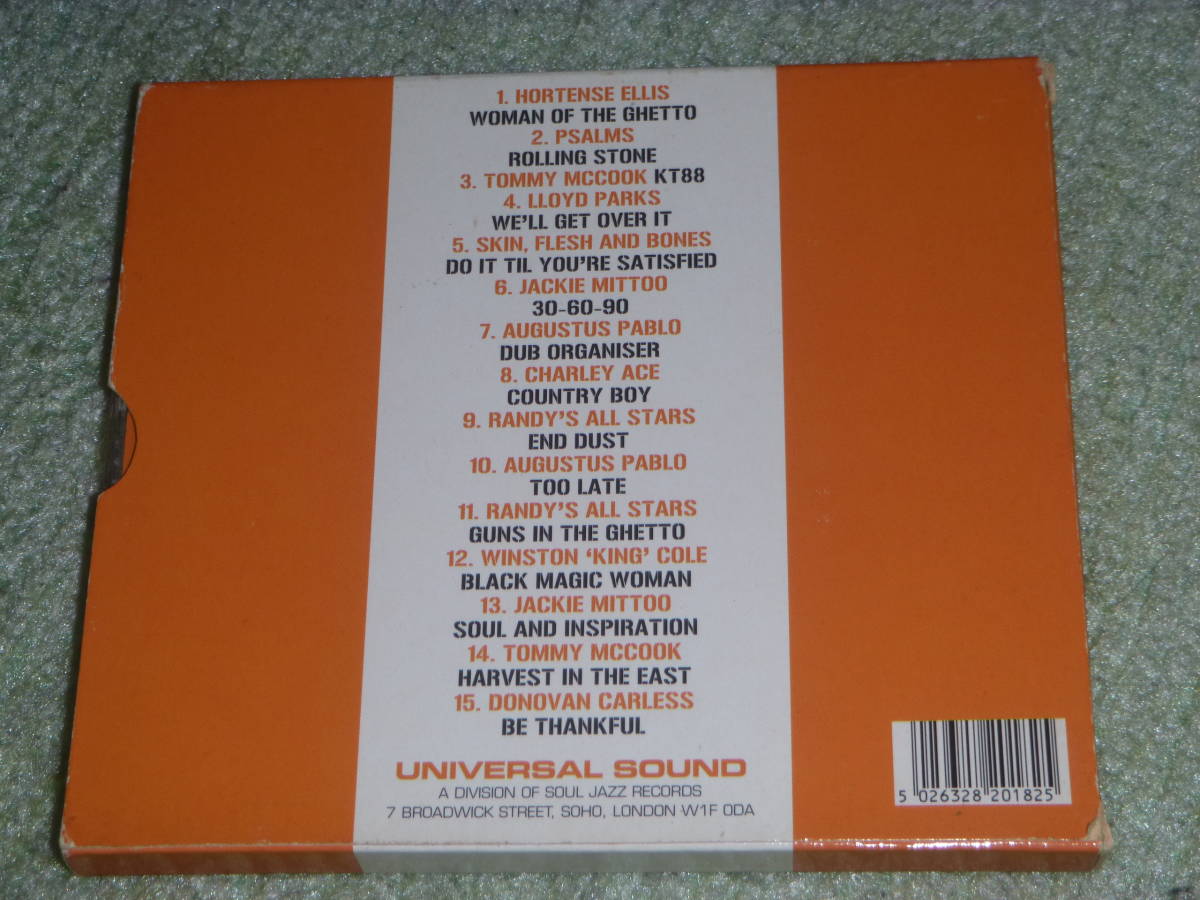 1. HORTENSE ELLIS
WOMAN OF THE GHETTO
2. PSALMS
ROLLING STONE
3. TOMMY MCCOOK KT88
4. LLOYD PARKS
WE'LL GET OVER IT
5. SKIN, FLESH AND BONES
DO IT TIL YOU'RE SATISFIED
6. JACKIE MITTOO
30-60-90
7. AUGUSTUS PABLO
DUB ORGANISER
8. CHARLEY ACE
COUNTRY BOY
9. RANDY'S ALL STARS
END DUST
10. AUGUSTUS PABLO
TOO LATE
11. RANDY'S ALL STARS
GUNS IN THE GHETTO
12. WINSTON 'KING' COLE
BLACK MAGIC WOMAN
13. JACKIE MITTOO
SOUL AND INSPIRATION
14. TOMMY MCCOOK
HARVEST IN THE EAST
15. DONOVAN CARLESS
BE THANKFUL
UNIVERSAL SOUND
A DIVISION OF SOUL JAZZ RECORDS
7 BROADWICK STREET, SOHO, LONDON W1F 0DA
5 026328 201825